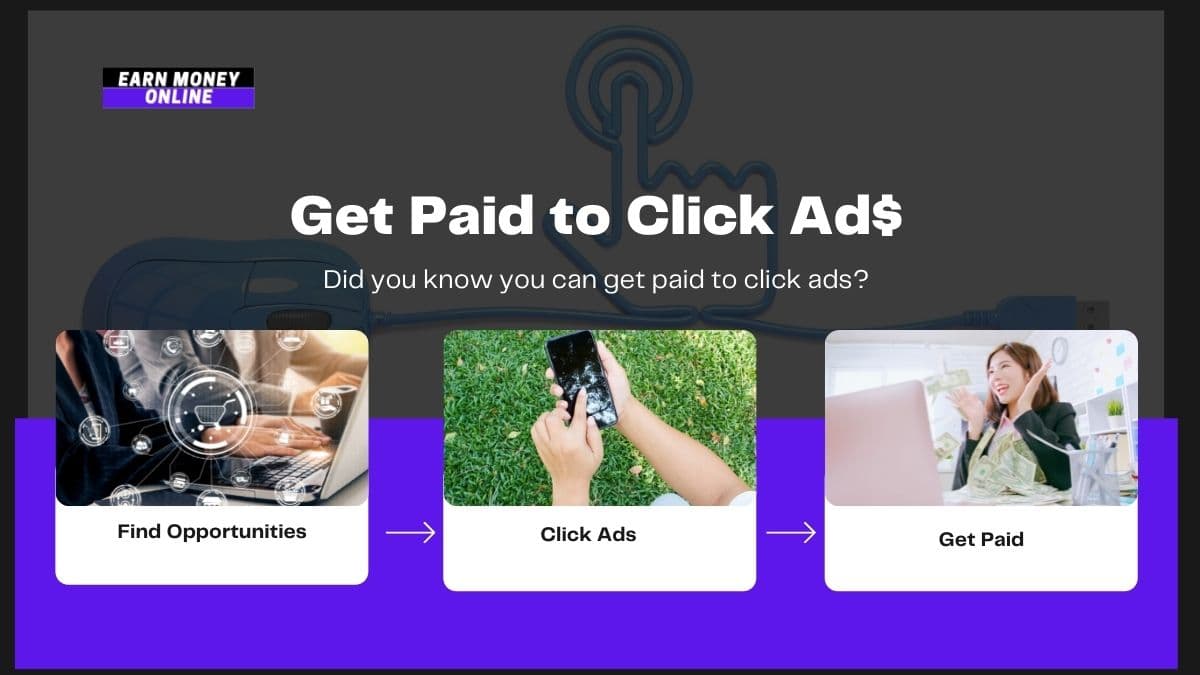 EARN MONEY
ONLINE
Get Paid to Click Ad$
Did you know you can get paid to click ads?
Find Opportunities
Click Ads
Get Paid